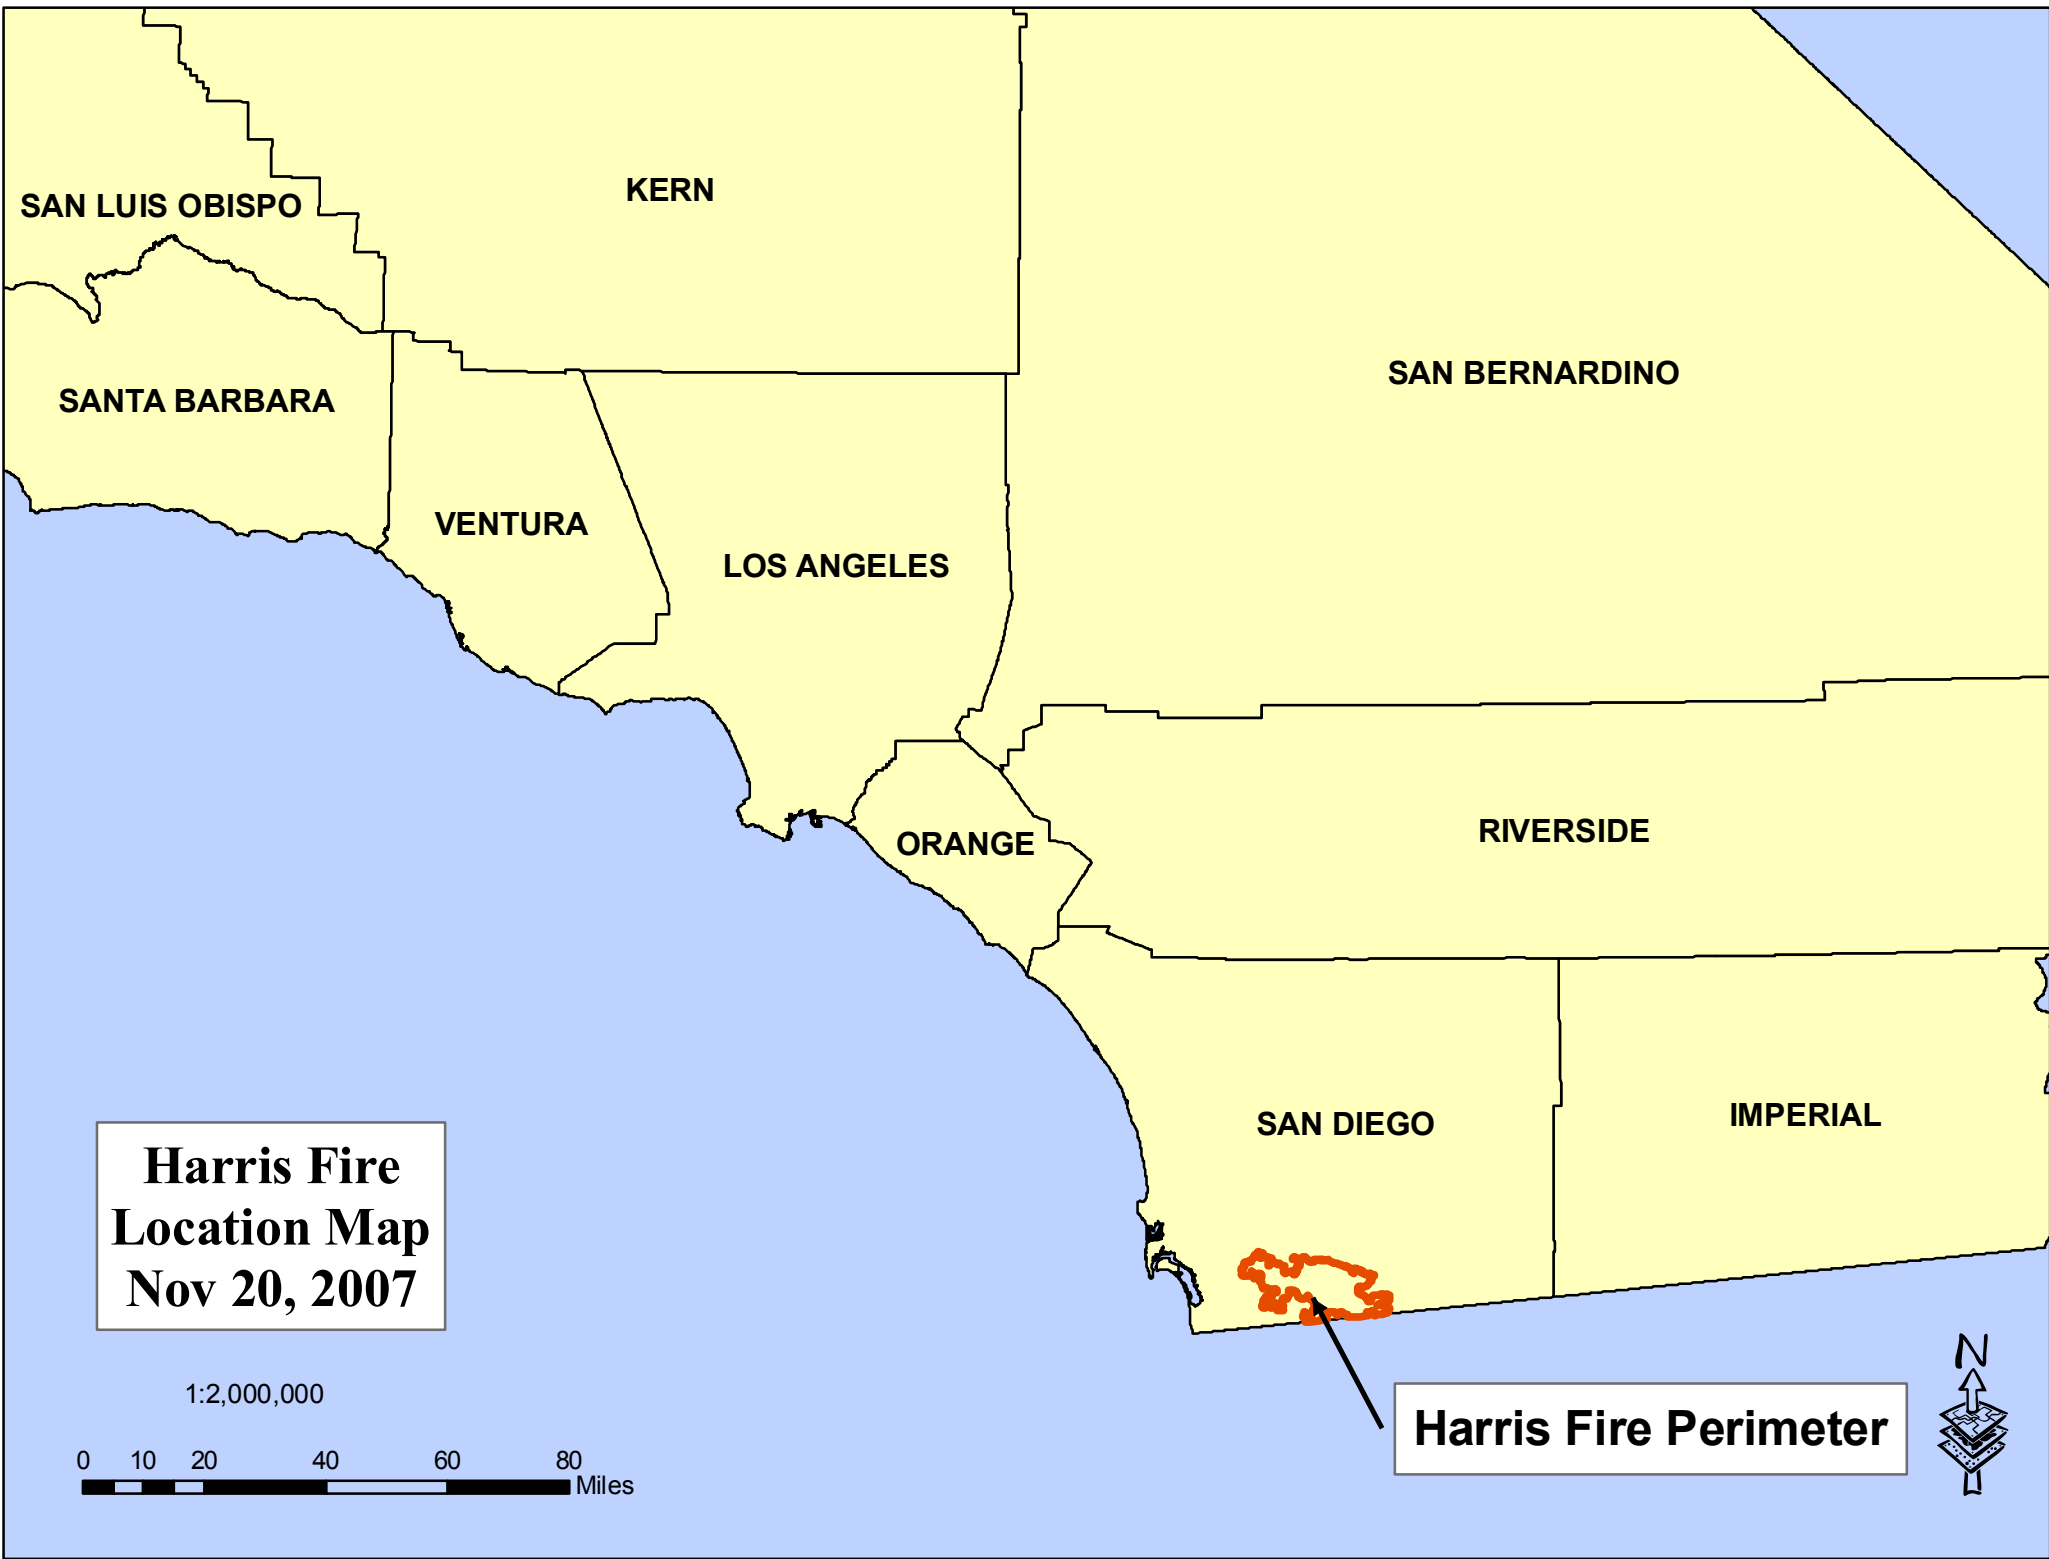 KERN
SAN LUIS OBISPO
SAN BERNARDINO
SANTA BARBARA
VENTURA
LOS ANGELES
RIVERSIDE
ORANGE
IMPERIAL
SAN DIEGO
Harris Fire
Location Map
Nov 20, 2007
1:2,000,000
0 10 20 40 60 80
Miles
Harris Fire Perimeter
N